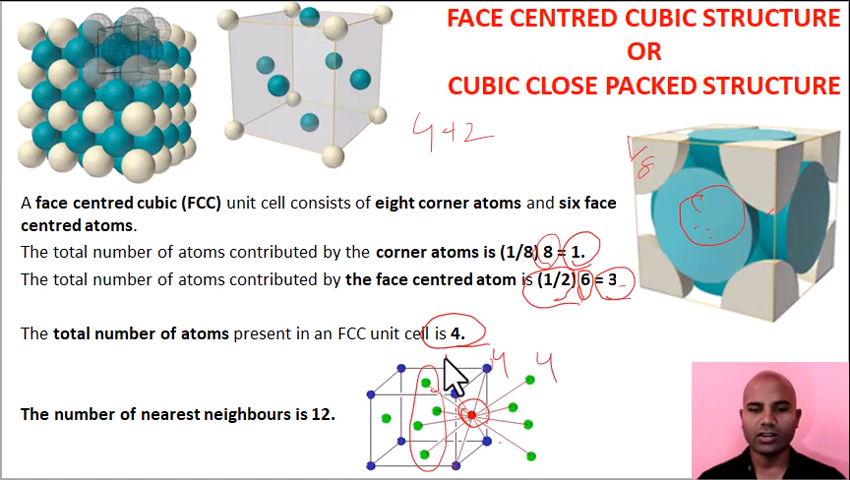 FACE CENTRED CUBIC STRUCTURE
OR
CUBIC CLOSE PACKED STRUCTURE
4+2
1/8
A face centred cubic (FCC) unit cell consists of eight corner atoms and six face
centred atoms.
The total number of atoms contributed by the corner atoms is (1/8) 8 = 1.
The total number of atoms contributed by the face centred atom is (1/2) 6 = 3
The total number of atoms present in an FCC unit cell is 4.
4 4
The number of nearest neighbours is 12.